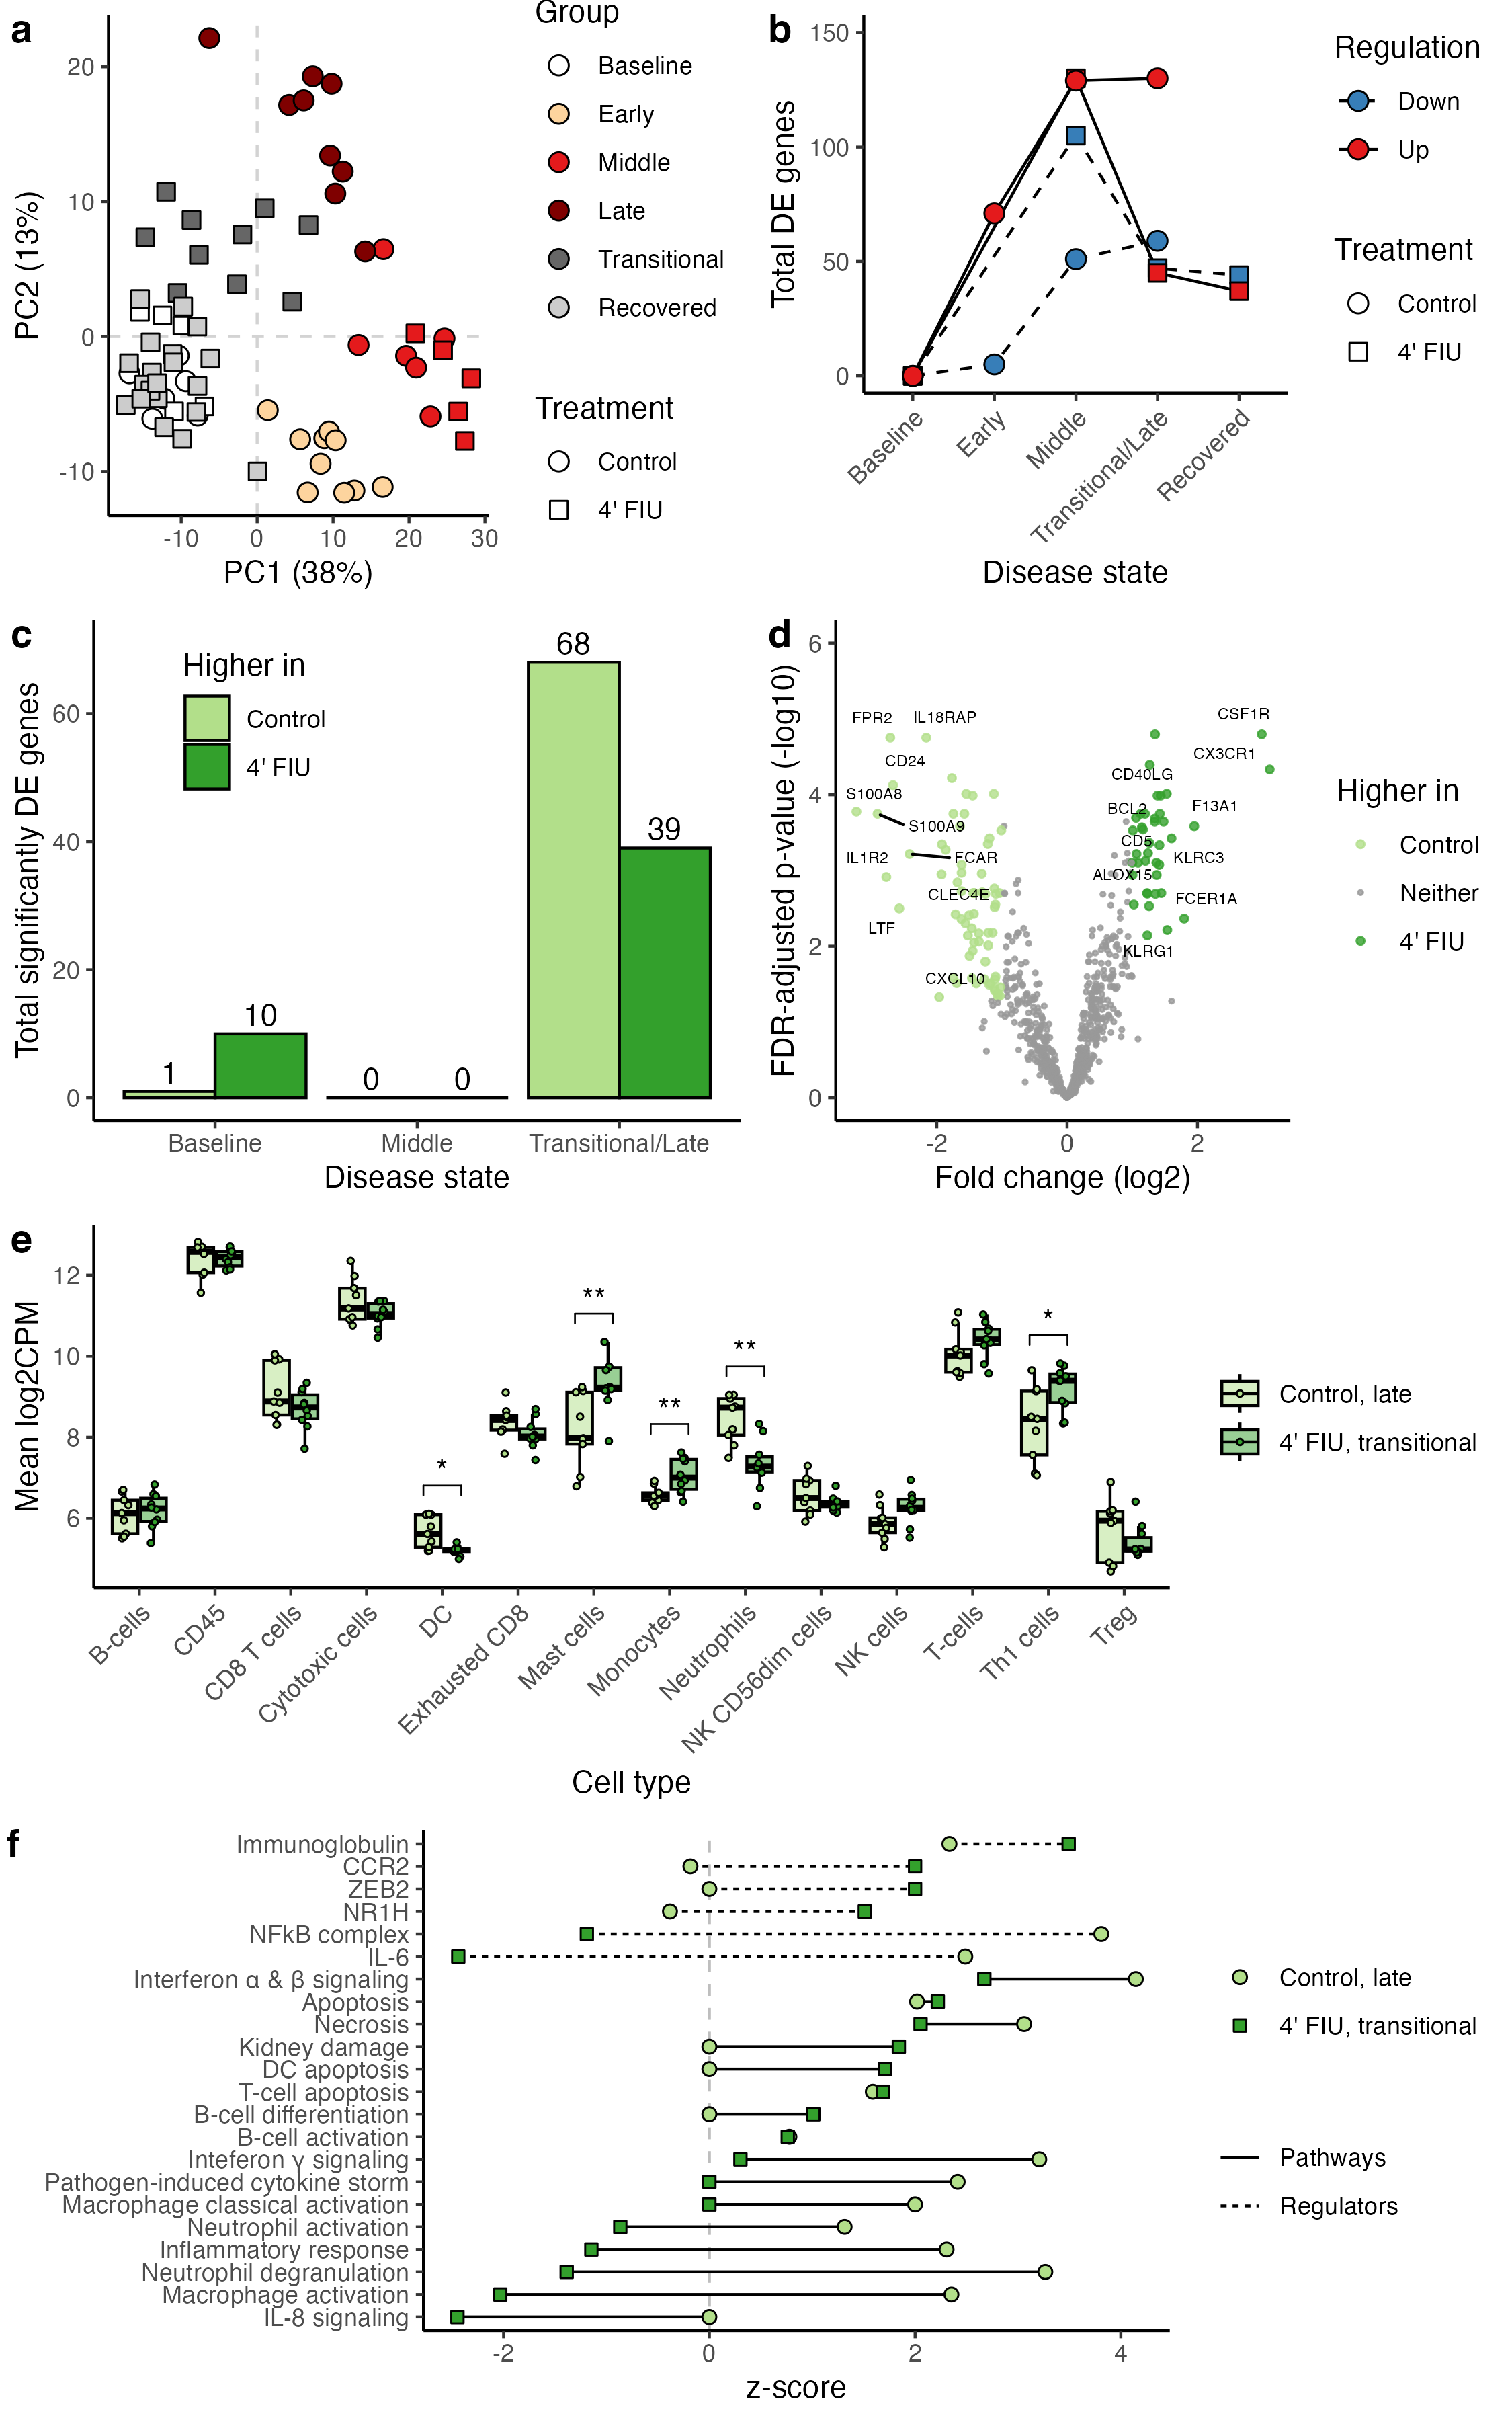 a
Group
Baseline
Early
Middle
Late
Transitional
Recovered
Treatment
Control
4' FIU
PC2 (13%)
20
10
0
-10
-10 0 10 20 30
PC1 (38%)
b
Total DE genes
150
100
50
0
Baseline
Early
Middle
Transitional/Late
Recovered
Disease state
Regulation
Down
Up
Treatment
Control
4' FIU
c
Total significantly DE genes
60
40
20
0
Higher in
Control
4' FIU
1
10
0
0
68
39
Baseline Middle Transitional/Late
Disease state
d
FDR-adjusted p-value (-log10)
6
4
2
0
FPR2
IL18RAP
CSF1R
CD24
CX3CR1
CD40LG
S100A8
BCL2
F13A1
S100A9
CD5
IL1R2
FCAR
KLRC3
ALOX15
CLEC4E
FCER1A
LTF
KLRG1
CXCL10
-2 0 2
Fold change (log2)
Higher in
Control
Neither
4' FIU
e
Mean log2CPM
12
10
8
6
*
**
**
**
*
B-cells
CD45
CD8 T cells
Cytotoxic cells
DC
Exhausted CD8
Mast cells
Monocytes
Neutrophils
NK CD56dim cells
NK cells
T-cells
Th1 cells
Treg
Cell type
Control, late
4' FIU, transitional
f
Immunoglobulin
CCR2
ZEB2
NR1H
NFkB complex
IL-6
Interferon α & β signaling
Apoptosis
Necrosis
Kidney damage
DC apoptosis
T-cell apoptosis
B-cell differentiation
B-cell activation
Inteferon γ signaling
Pathogen-induced cytokine storm
Macrophage classical activation
Neutrophil activation
Inflammatory response
Neutrophil degranulation
Macrophage activation
IL-8 signaling
-2 0 2 4
z-score
Control, late
4' FIU, transitional
Pathways
Regulators